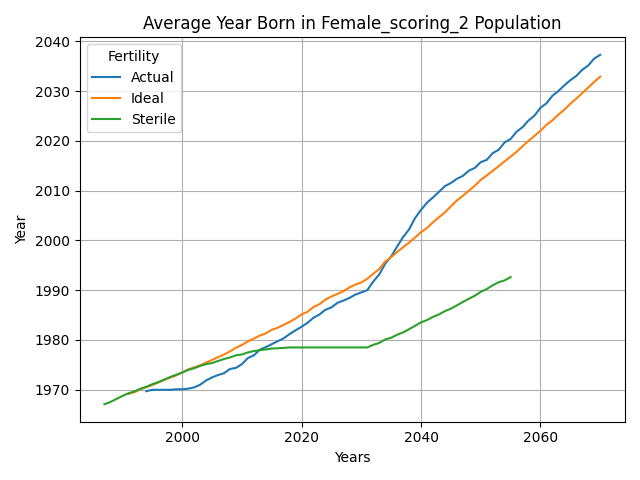 Average Year Born in Female_scoring_2 Population
Fertility
Actual
Ideal
Sterile
2040
2030
2020
2010
2000
1990
1980
1970
Year
2000
2020
2040
2060
Years